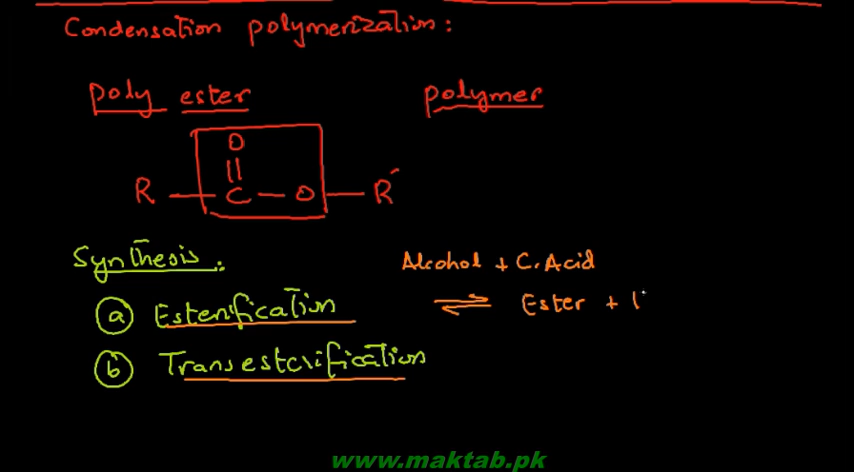 Condensation polymerization:
poly ester polymer
O
||
R — C — O — R'
Synthesis: Alcohol + C. Acid
(a) Esterification ⇌ Ester +
(b) Transesterification
www.maktab.pk